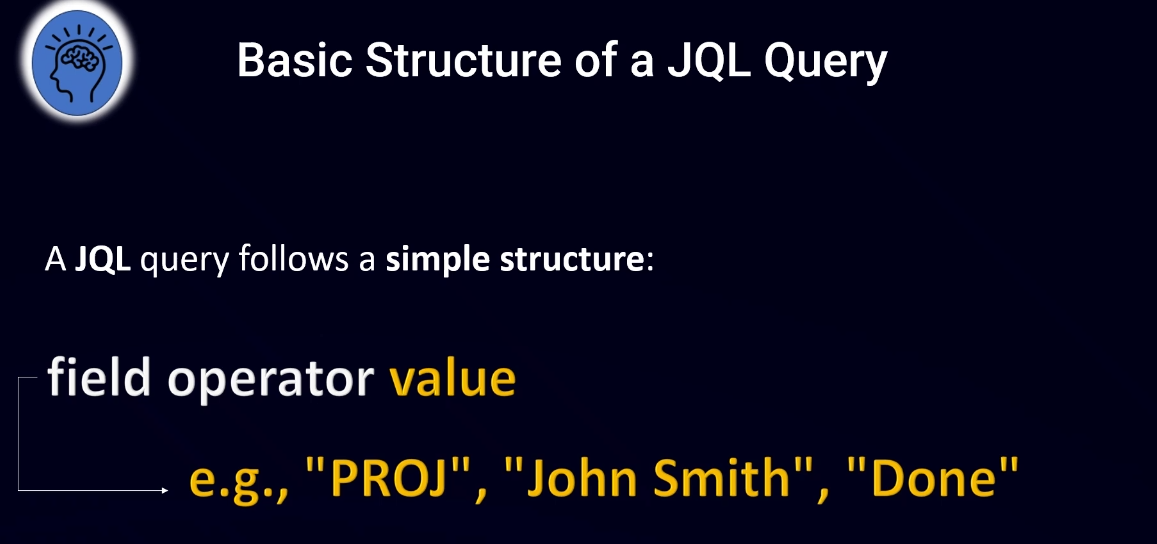 Basic Structure of a JQL Query
A JQL query follows a simple structure:
field operator value
e.g., "PROJ", "John Smith", "Done"